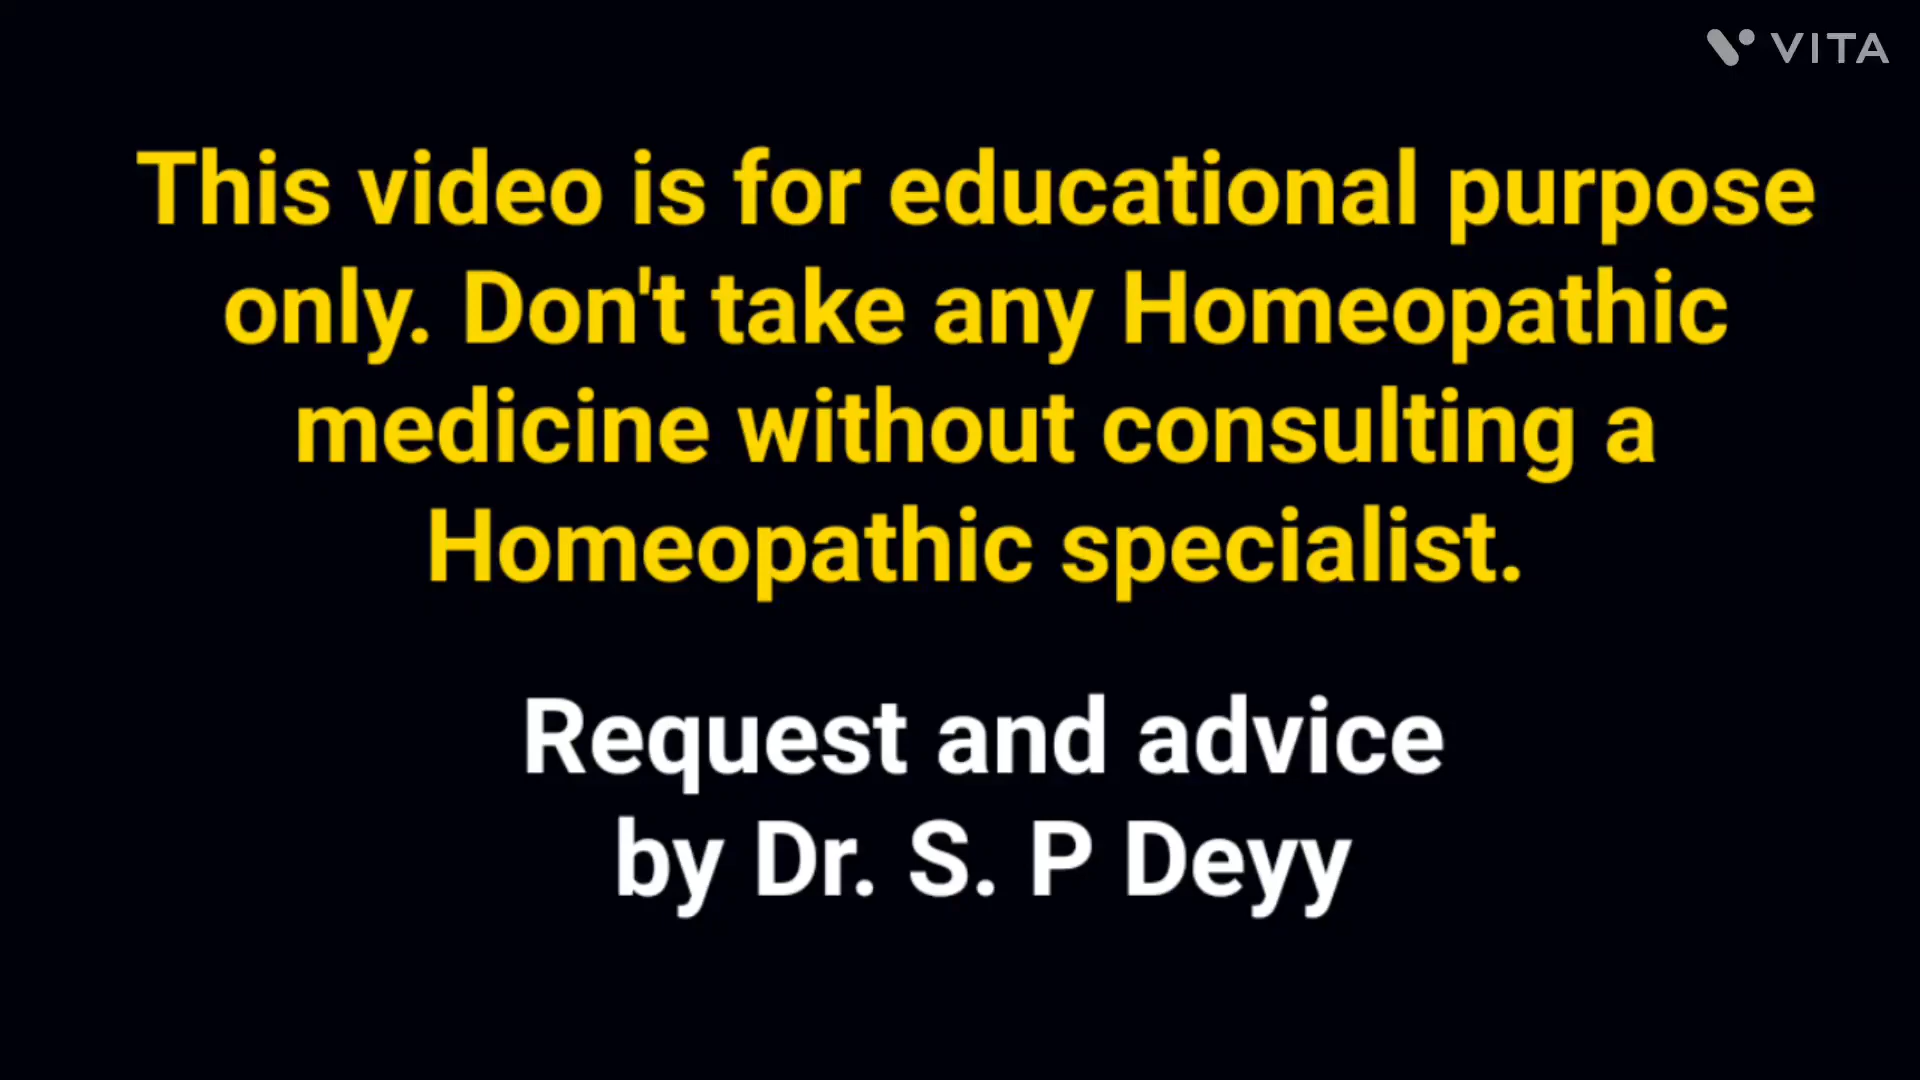 VITA
This video is for educational purpose
only. Don't take any Homeopathic
medicine without consulting a
Homeopathic specialist.
Request and advice
by Dr. S. P Deyy